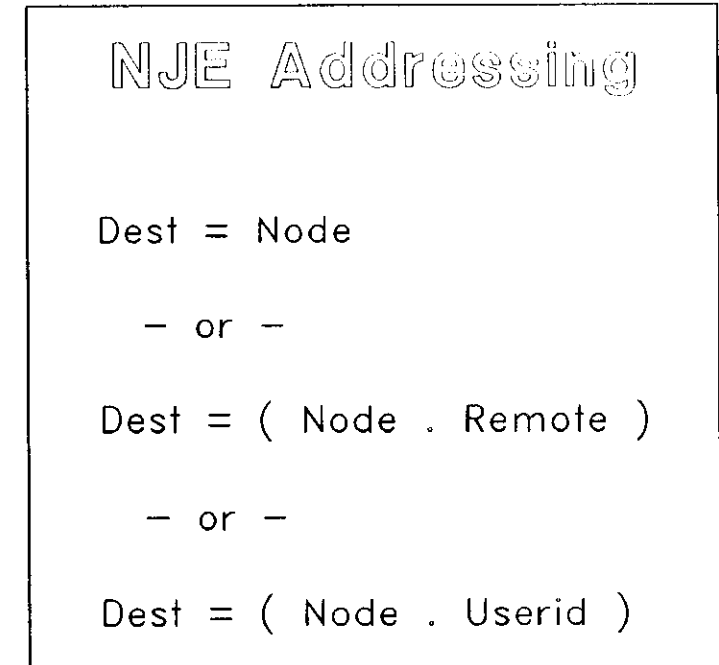 NJE Addressing
Dest = Node
- or -
Dest = ( Node . Remote )
- or -
Dest = ( Node . Userid )